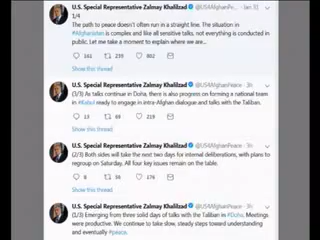 U.S. Special Representative Zalmay Khalilzad @US4AfghanPeace · Jan 31
1/4
The path to peace doesn't often run in a straight line. The situation in
#Afghanistan is complex and like all sensitive talks, not everything is conducted in
public. Let me take a moment to explain where we are...
161 239 802
Show this thread
U.S. Special Representative Zalmay Khalilzad @US4AfghanPeace · 3h
(3/3) As talks continue in Doha, there is also progress on forming a national team
in #Kabul ready to engage in intra-Afghan dialogue and talks with the Taliban.
13 69 219
Show this thread
U.S. Special Representative Zalmay Khalilzad @US4AfghanPeace · 3h
(2/3) Both sides will take the next two days for internal deliberations, with plans to
regroup on Saturday. All four key issues remain on the table.
8 58 176
Show this thread
U.S. Special Representative Zalmay Khalilzad @US4AfghanPeace · 3h
(1/3) Emerging from three solid days of talks with the Taliban in #Doha. Meetings
were productive. We continue to take slow, steady steps toward understanding
and eventually #peace.